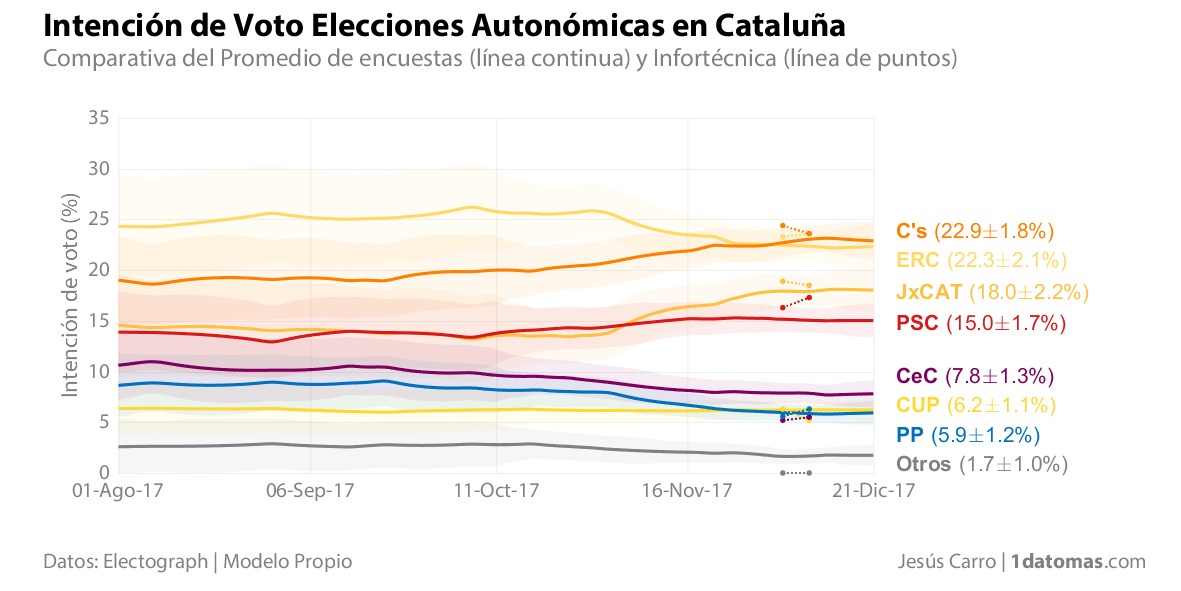 Intención de Voto Elecciones Autonómicas en Cataluña
Comparativa del Promedio de encuestas (línea continua) y Infortécnica (línea de puntos)
Intención de voto (%)
35
30
25
20
15
10
5
0
01-Ago-17
06-Sep-17
11-Oct-17
16-Nov-17
21-Dic-17
C's (22.9±1.8%)
ERC (22.3±2.1%)
JxCAT (18.0±2.2%)
PSC (15.0±1.7%)
CeC (7.8±1.3%)
CUP (6.2±1.1%)
PP (5.9±1.2%)
Otros (1.7±1.0%)
Datos: Electograph | Modelo Propio
Jesús Carro | 1datomas.com